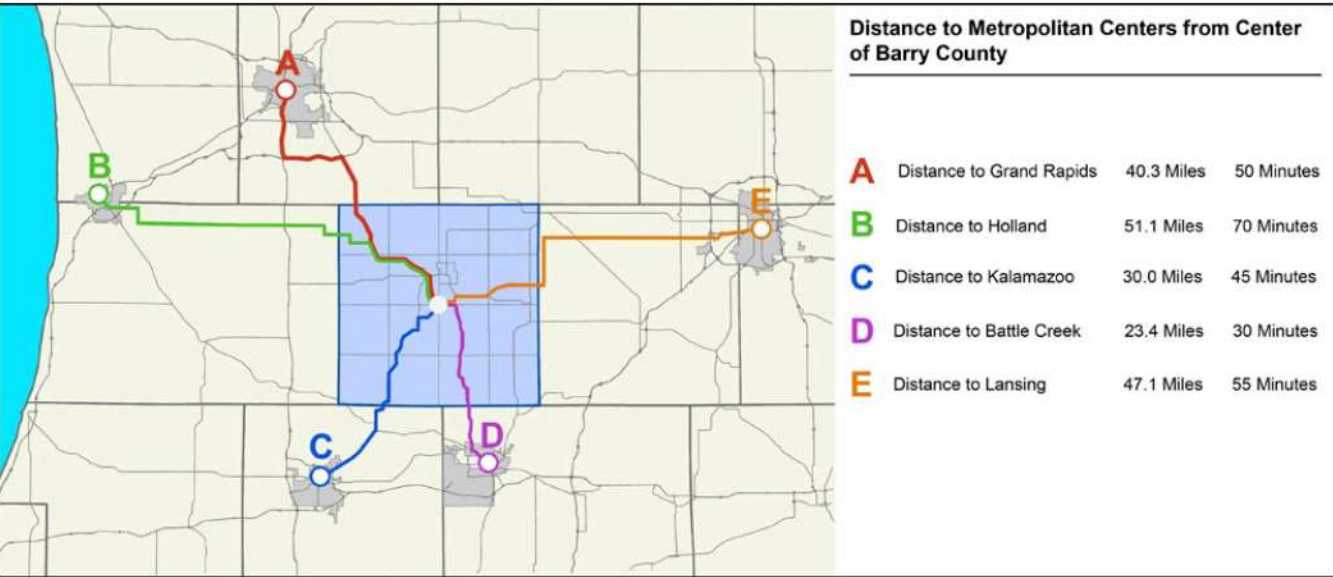 Distance to Metropolitan Centers from Center
of Barry County
A Distance to Grand Rapids 40.3 Miles 50 Minutes
B Distance to Holland 51.1 Miles 70 Minutes
C Distance to Kalamazoo 30.0 Miles 45 Minutes
D Distance to Battle Creek 23.4 Miles 30 Minutes
E Distance to Lansing 47.1 Miles 55 Minutes
A
B
E
C
D